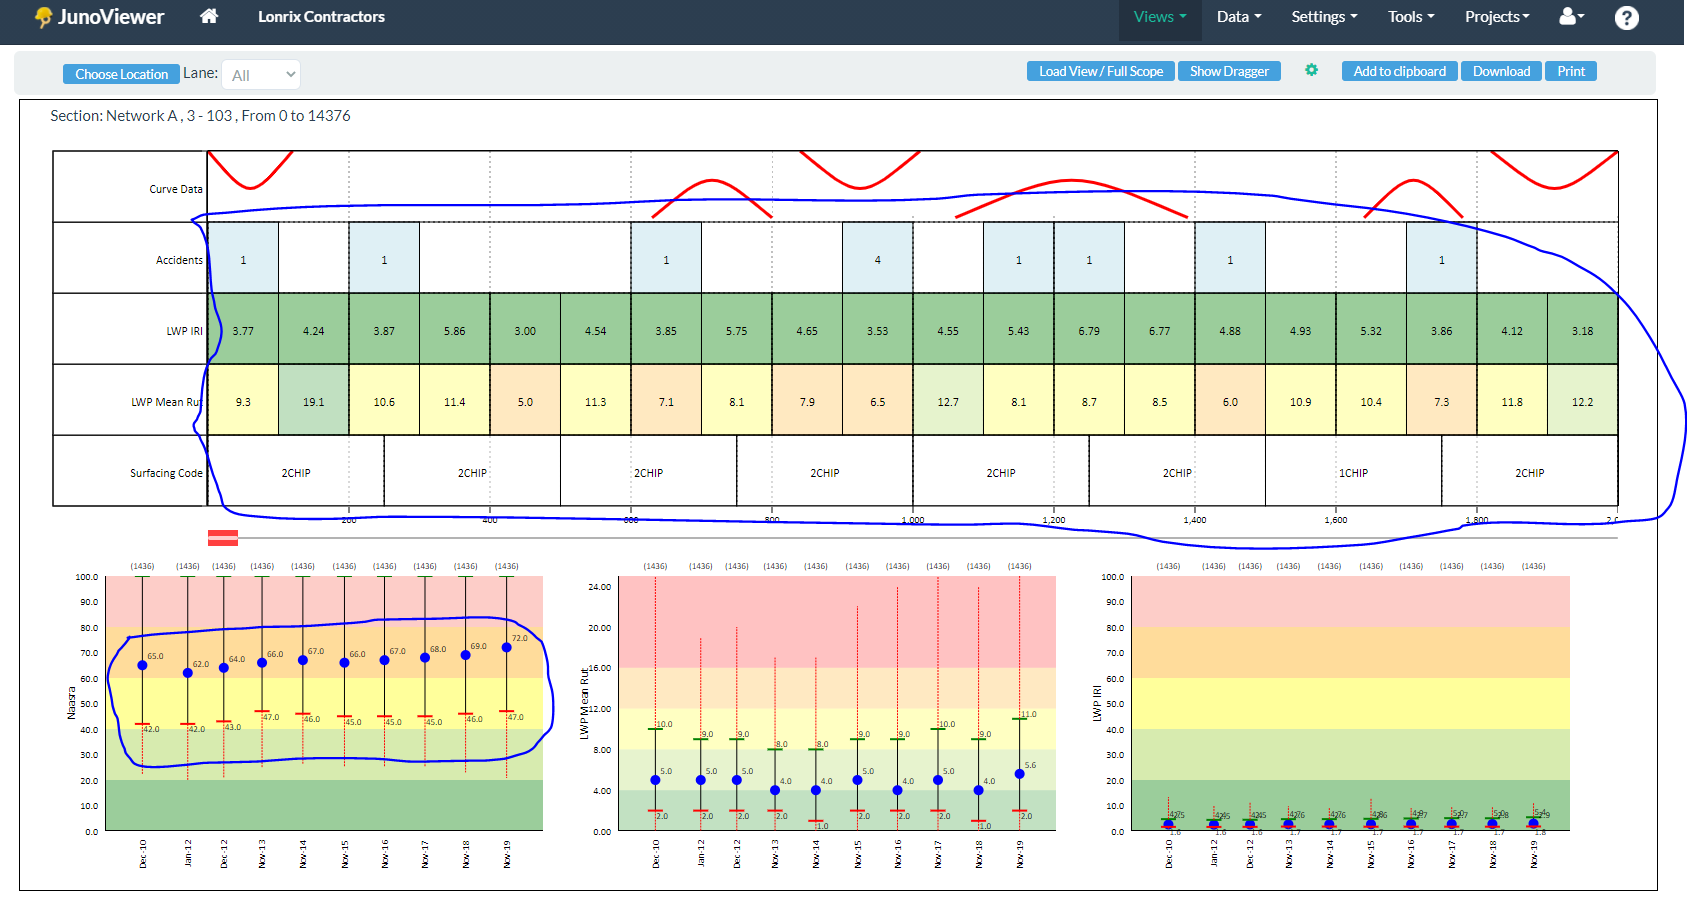 JunoViewer Lonrix Contractors Views Data Settings Tools Projects ?
Choose Location Lane: All Load View / Full Scope Show Dragger Add to clipboard Download Print
Section: Network A , 3 - 103 , From 0 to 14376
Curve Data
Accidents 1 1 1 4 1 1 1 1
LWP IRI 3.77 4.24 3.87 5.86 3.00 4.54 3.85 5.75 4.65 3.53 4.55 5.43 6.79 6.77 4.88 4.93 5.32 3.86 4.12 3.18
LWP Mean Rut 9.3 19.1 10.6 11.4 5.0 11.3 7.1 8.1 7.9 6.5 12.7 8.1 8.7 8.5 6.0 10.9 10.4 7.3 11.8 12.2
Surfacing Code 2CHIP 2CHIP 2CHIP 2CHIP 2CHIP 2CHIP 1CHIP 2CHIP
200 400 600 800 1,000 1,200 1,400 1,600 1,800
(1436) (1436) (1436) (1436) (1436) (1436) (1436) (1436) (1436) (1436)
100.0
90.0
80.0
70.0
60.0
50.0
40.0
30.0
20.0
10.0
0.0
Naasra
65.0 62.0 64.0 66.0 67.0 66.0 67.0 68.0 69.0 72.0
42.0 42.0 43.0 47.0 46.0 45.0 45.0 45.0 46.0 47.0
Dec-10 Jan-12 Dec-12 Nov-13 Nov-14 Nov-15 Nov-16 Nov-17 Nov-18 Nov-19
(1436) (1436) (1436) (1436) (1436) (1436) (1436) (1436) (1436) (1436)
24.00
20.00
16.00
12.00
8.00
4.00
0.00
LWP Mean Rut
10.0 9.0 9.0 8.0 8.0 9.0 9.0 10.0 9.0 11.0
5.0 5.0 5.0 4.0 4.0 5.0 4.0 5.0 4.0 5.6
2.0 2.0 2.0 2.0 1.0 2.0 2.0 2.0 1.0 2.0
Dec-10 Jan-12 Dec-12 Nov-13 Nov-14 Nov-15 Nov-16 Nov-17 Nov-18 Nov-19
(1436) (1436) (1436) (1436) (1436) (1436) (1436) (1436) (1436) (1436)
100.0
90.0
80.0
70.0
60.0
50.0
40.0
30.0
20.0
10.0
0.0
LWP IRI
1.6 1.6 1.6 1.7 1.7 1.7 1.7 1.7 1.7 1.8
Dec-10 Jan-12 Dec-12 Nov-13 Nov-14 Nov-15 Nov-16 Nov-17 Nov-18 Nov-19